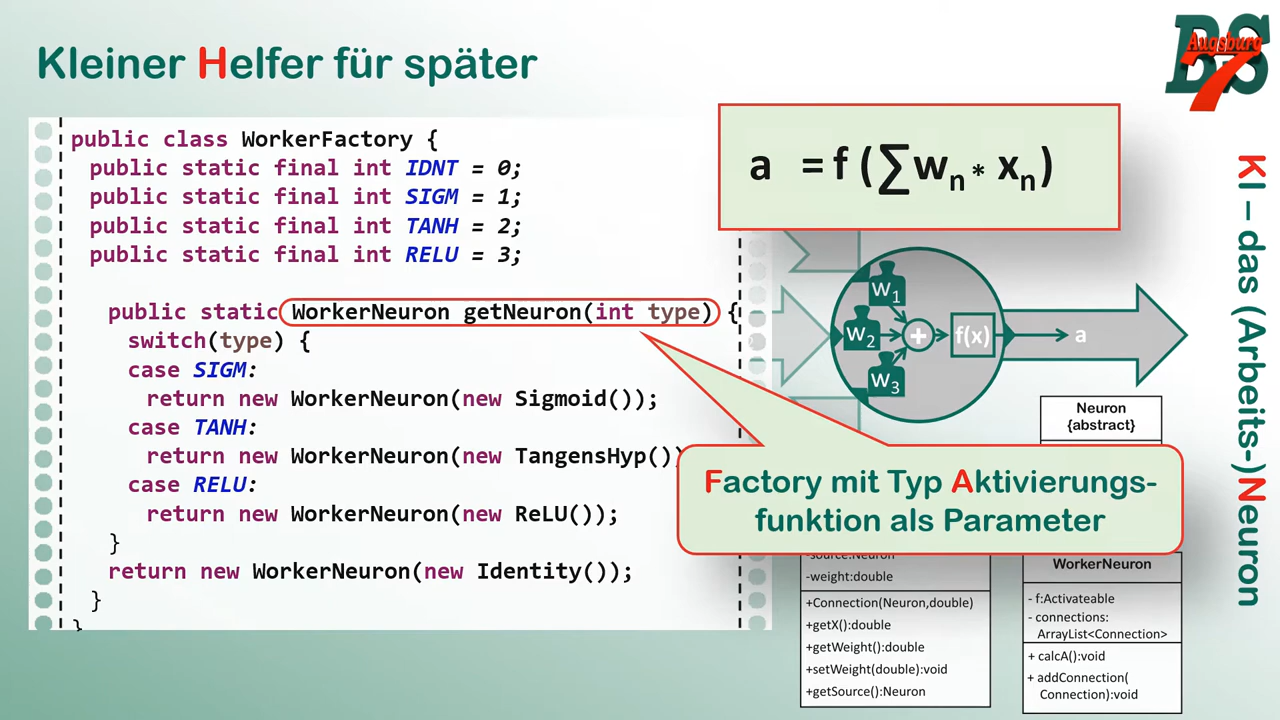 Kleiner Helfer für später
BS
Augsburg
7
public class WorkerFactory {
public static final int IDNT = 0;
public static final int SIGM = 1;
public static final int TANH = 2;
public static final int RELU = 3;
public static WorkerNeuron getNeuron(int type) {
switch(type) {
case SIGM:
return new WorkerNeuron(new Sigmoid());
case TANH:
return new WorkerNeuron(new TangensHyp())
case RELU:
return new WorkerNeuron(new ReLU());
}
return new WorkerNeuron(new Identity());
}
}
a = f (∑wn * xn)
w1
w2
w3
+
f(x)
a
Factory mit Typ Aktivierungs-
funktion als Parameter
Neuron
{abstract}
-source:Neuron
-weight:double
+Connection(Neuron,double)
+getX():double
+getWeight():double
+setWeight(double):void
+getSource():Neuron
WorkerNeuron
- f:Activateable
- connections:
ArrayList<Connection>
+ calcA():void
+ addConnection(
Connection):void
KI – das (Arbeits-)Neuron